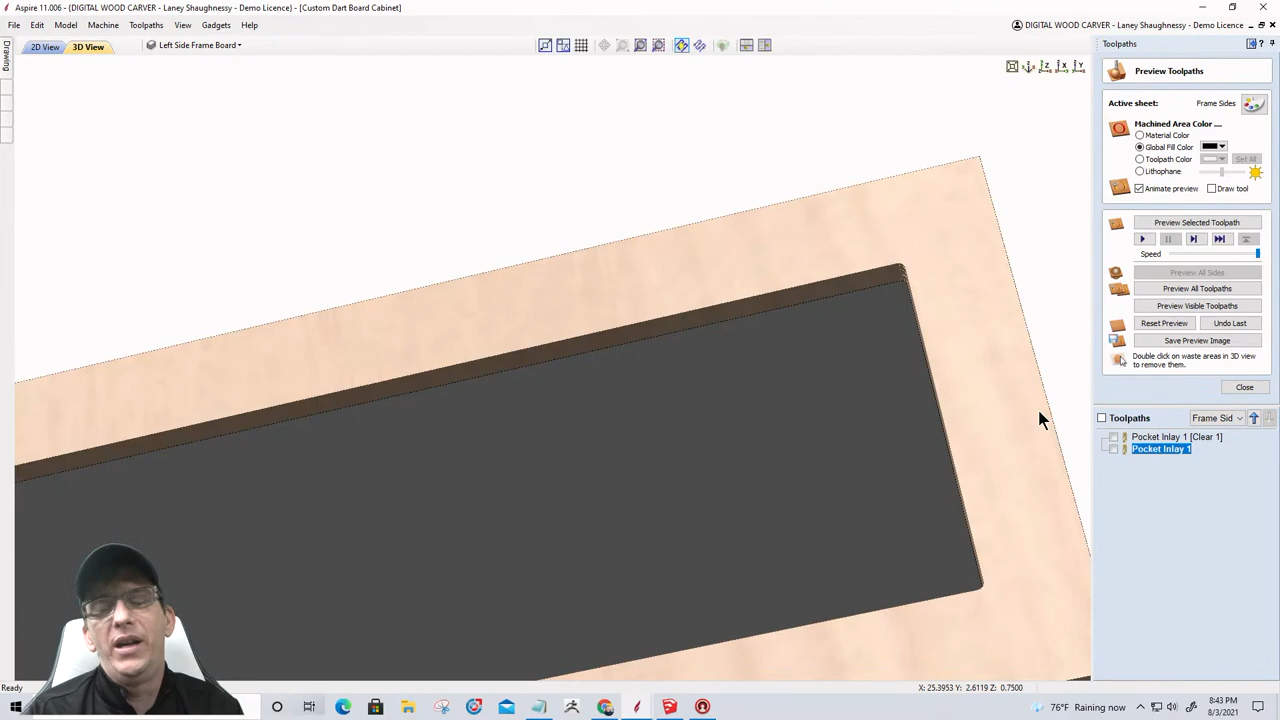 Aspire 11.006 - {DIGITAL WOOD CARVER - Laney Shaughnessy - Demo Licence} - [Custom Dart Board Cabinet]
File Edit Model Machine Toolpaths View Gadgets Help
DIGITAL WOOD CARVER - Laney Shaughnessy - Demo Licence
Drawing
2D View 3D View Left Side Frame Board
Toolpaths
Preview Toolpaths
Active sheet: Frame Sides
Machined Area Color ....
Material Color
Global Fill Color
Toolpath Color Set All
Lithophane
Animate preview Draw tool
Preview Selected Toolpath
Speed
Preview All Sides
Preview All Toolpaths
Preview Visible Toolpaths
Reset Preview Undo Last
Save Preview Image
Double click on waste areas in 3D view
to remove them.
Close
Toolpaths Frame Sid
Pocket Inlay 1 [Clear 1]
Pocket Inlay 1
Ready
X: 25.3953 Y: 2.6119 Z: 0.7500
76°F Raining now
8:43 PM
8/3/2021